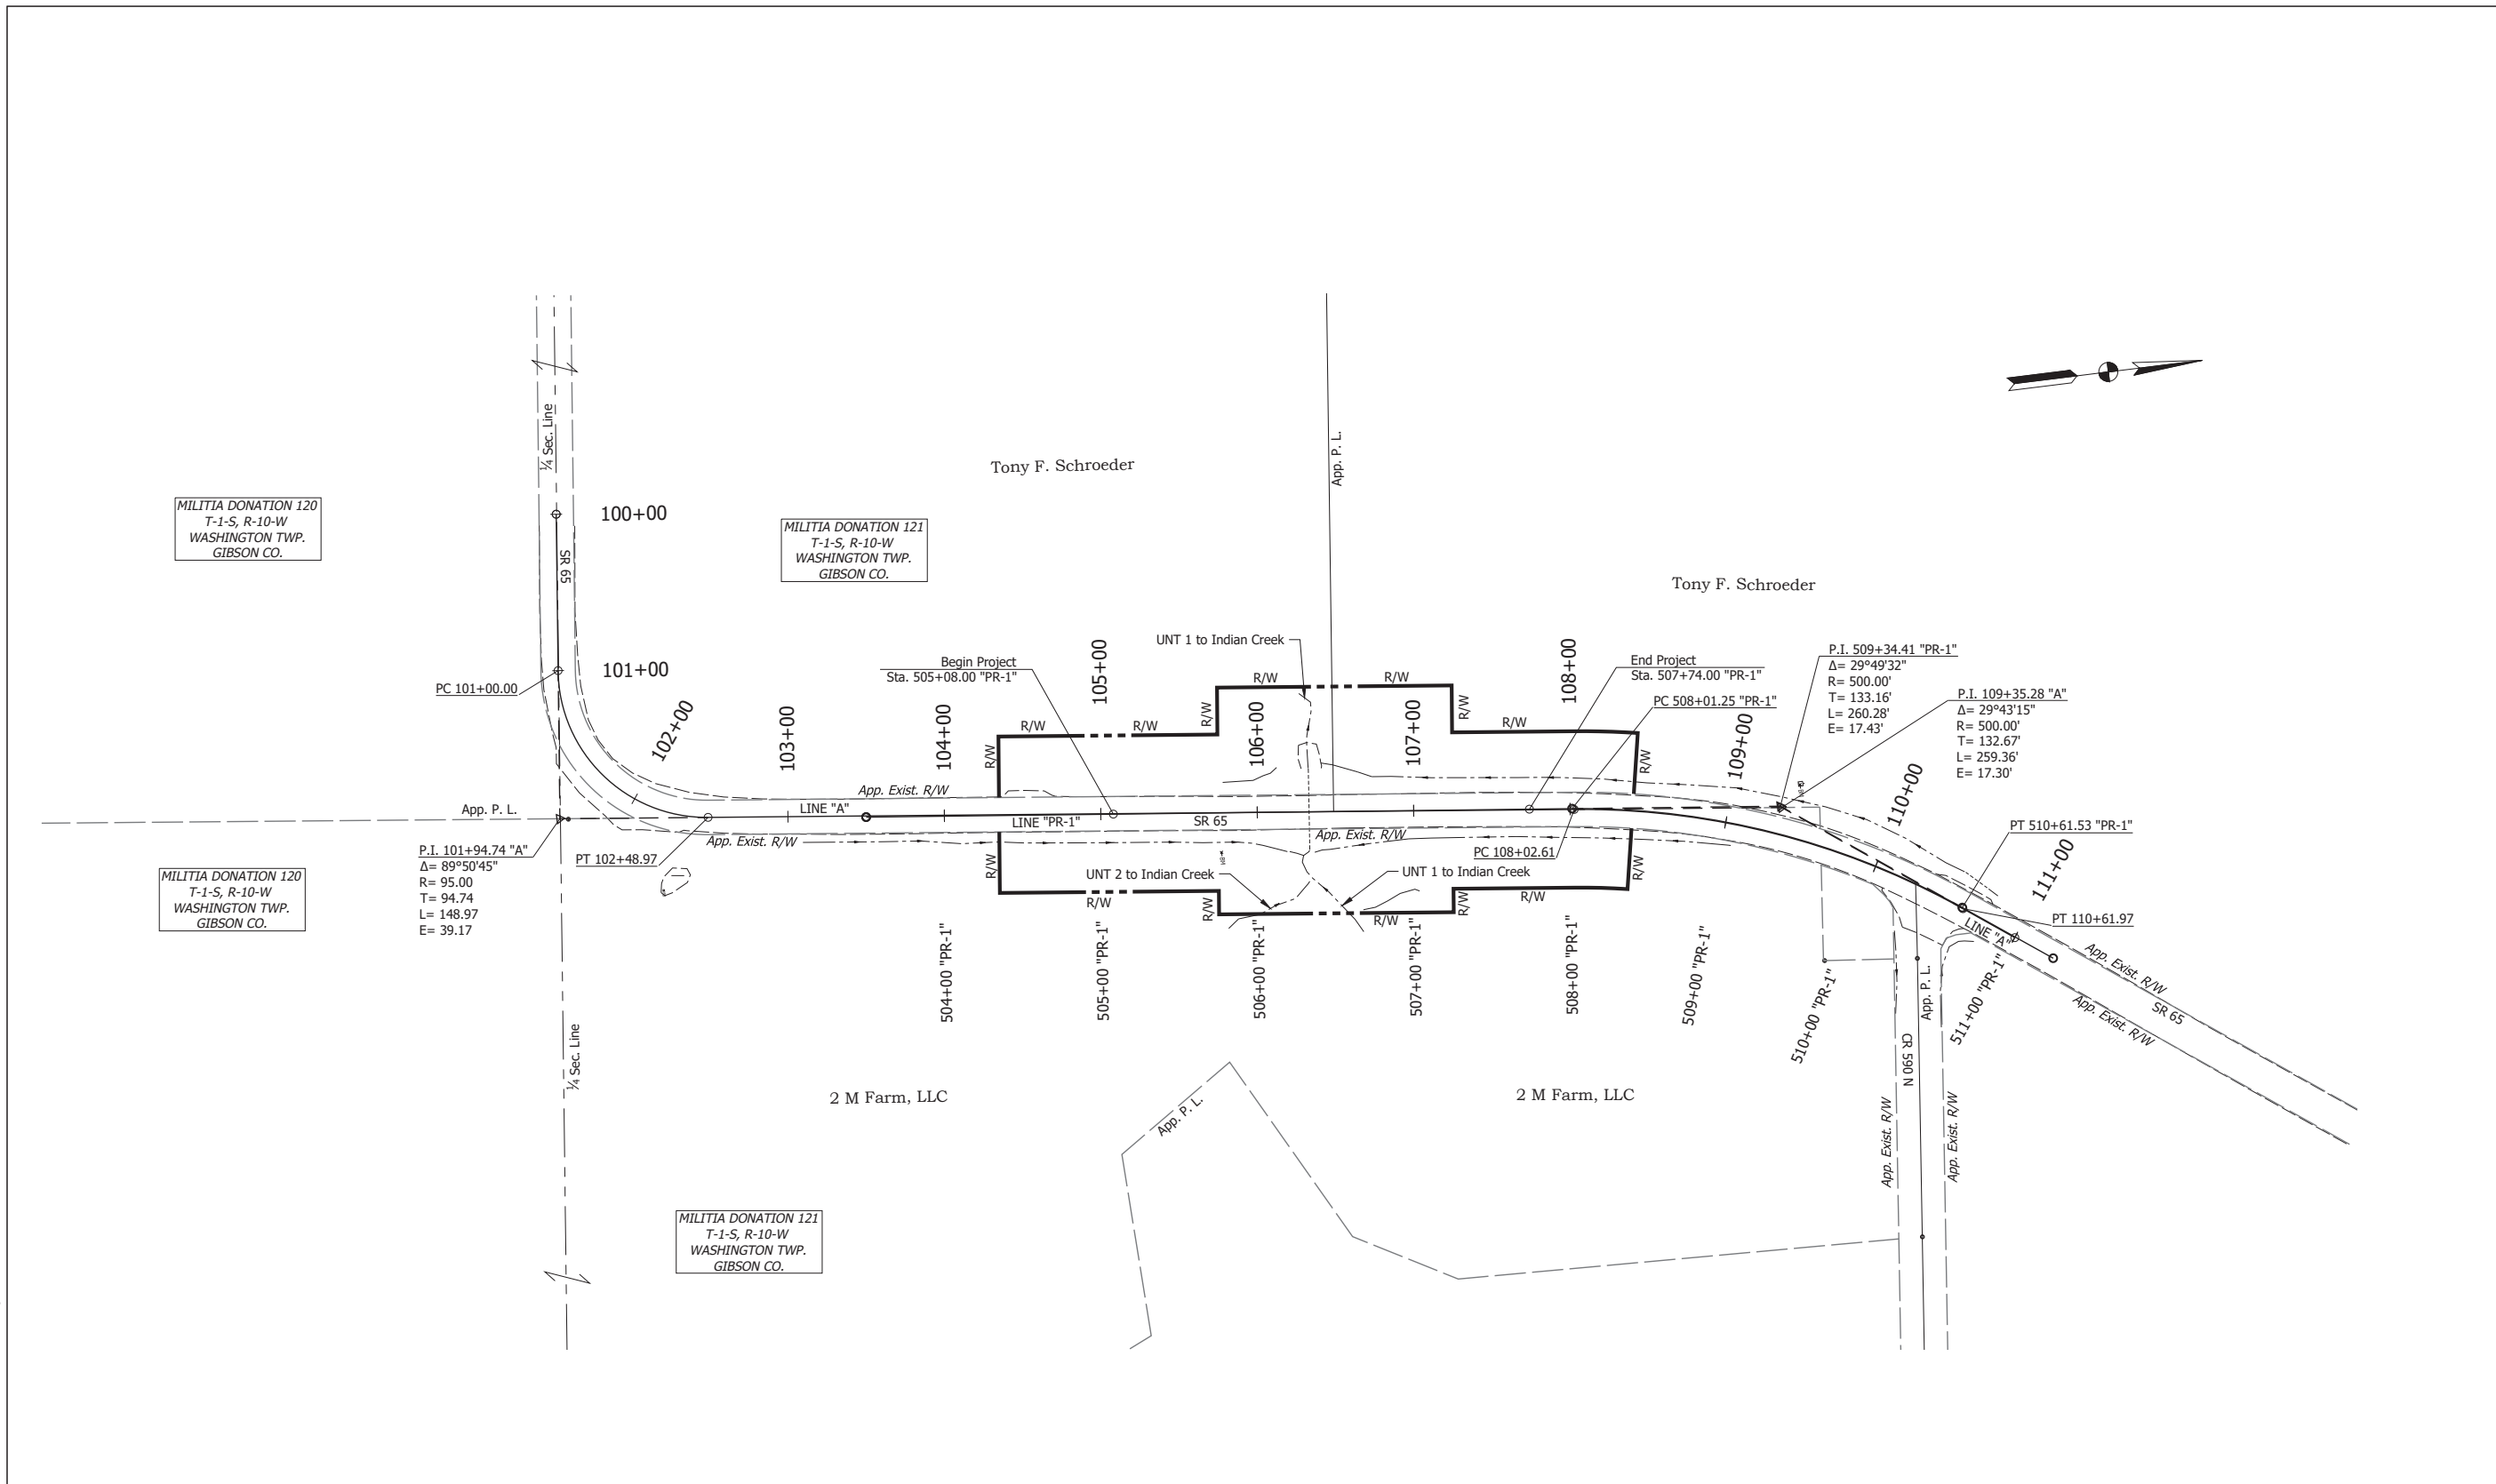 ¼ Sec. Line
SR 65
MILITIA DONATION 120
T-1-S, R-10-W
WASHINGTON TWP.
GIBSON CO.
100+00
101+00
PC 101+00.00
102+00
103+00
104+00
105+00
106+00
107+00
108+00
109+00
110+00
111+00
Tony F. Schroeder
MILITIA DONATION 121
T-1-S, R-10-W
WASHINGTON TWP.
GIBSON CO.
App. P. L.
Tony F. Schroeder
UNT 1 to Indian Creek
Begin Project
Sta. 505+08.00 "PR-1"
End Project
Sta. 507+74.00 "PR-1"
PC 508+01.25 "PR-1"
P.I. 509+34.41 "PR-1"
Δ= 29°49'32"
R= 500.00'
T= 133.16'
L= 260.28'
E= 17.43'
P.I. 109+35.28 "A"
Δ= 29°43'15"
R= 500.00'
T= 132.67'
L= 259.36'
E= 17.30'
R/W
R/W
R/W
R/W
R/W
R/W
R/W
R/W
R/W
App. P. L.
App. Exist. R/W
LINE "A"
LINE "PR-1"
SR 65
App. Exist. R/W
App. Exist. R/W
P.I. 101+94.74 "A"
Δ= 89°50'45"
R= 95.00
T= 94.74
L= 148.97
E= 39.17
PT 102+48.97
PC 108+02.61
UNT 2 to Indian Creek
UNT 1 to Indian Creek
R/W
R/W
R/W
R/W
R/W
R/W
R/W
PT 510+61.53 "PR-1"
PT 110+61.97
LINE "A"
MILITIA DONATION 120
T-1-S, R-10-W
WASHINGTON TWP.
GIBSON CO.
504+00 "PR-1"
505+00 "PR-1"
506+00 "PR-1"
507+00 "PR-1"
508+00 "PR-1"
509+00 "PR-1"
510+00 "PR-1"
511+00 "PR-1"
App. P. L.
App. Exist. R/W
SR 65
App. Exist. R/W
¼ Sec. Line
CR 590 N
2 M Farm, LLC
2 M Farm, LLC
App. P. L.
App. Exist. R/W
App. Exist. R/W
MILITIA DONATION 121
T-1-S, R-10-W
WASHINGTON TWP.
GIBSON CO.